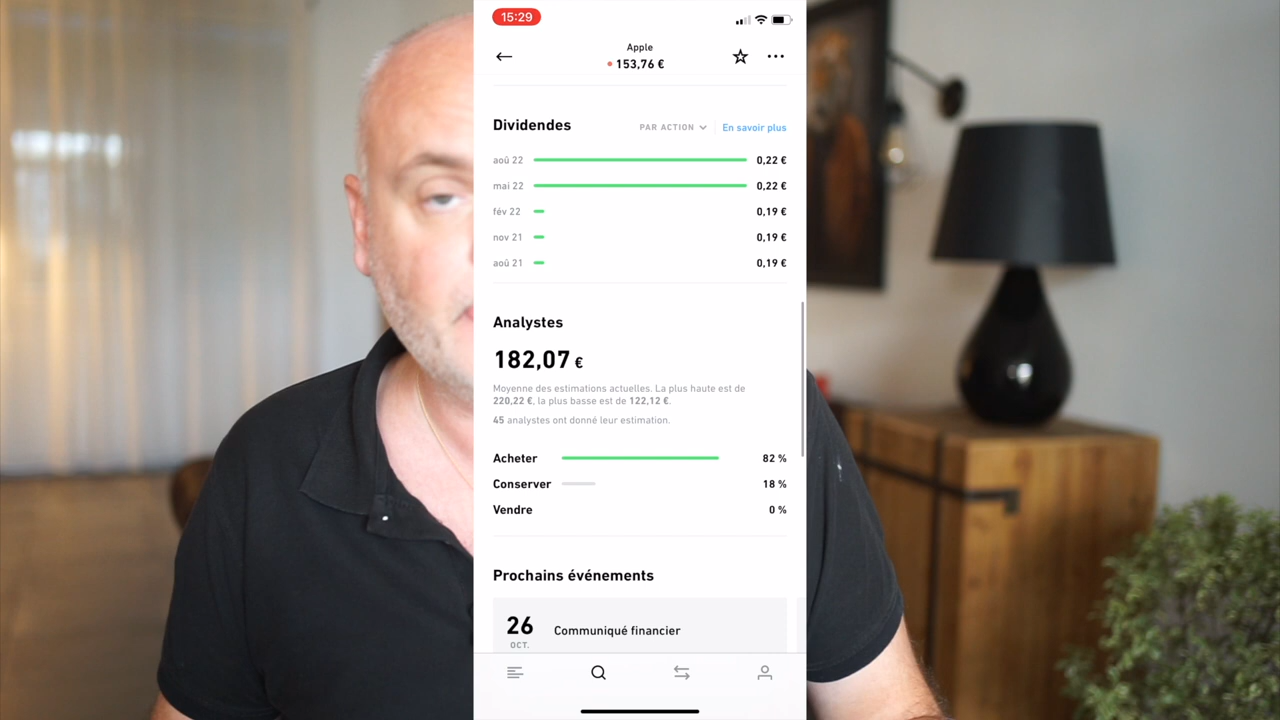 15:29
Apple
153,76 €
Dividendes
PAR ACTION
En savoir plus
aoû 22 0,22 €
mai 22 0,22 €
fév 22 0,19 €
nov 21 0,19 €
aoû 21 0,19 €
Analystes
182,07 €
Moyenne des estimations actuelles. La plus haute est de
220,22 €, la plus basse est de 122,12 €.
45 analystes ont donné leur estimation.
Acheter 82 %
Conserver 18 %
Vendre 0 %
Prochains événements
26
OCT.
Communiqué financier